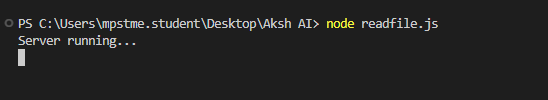 PS C:\Users\mpstme.student\Desktop\Aksh AI> node readfile.js
Server running...